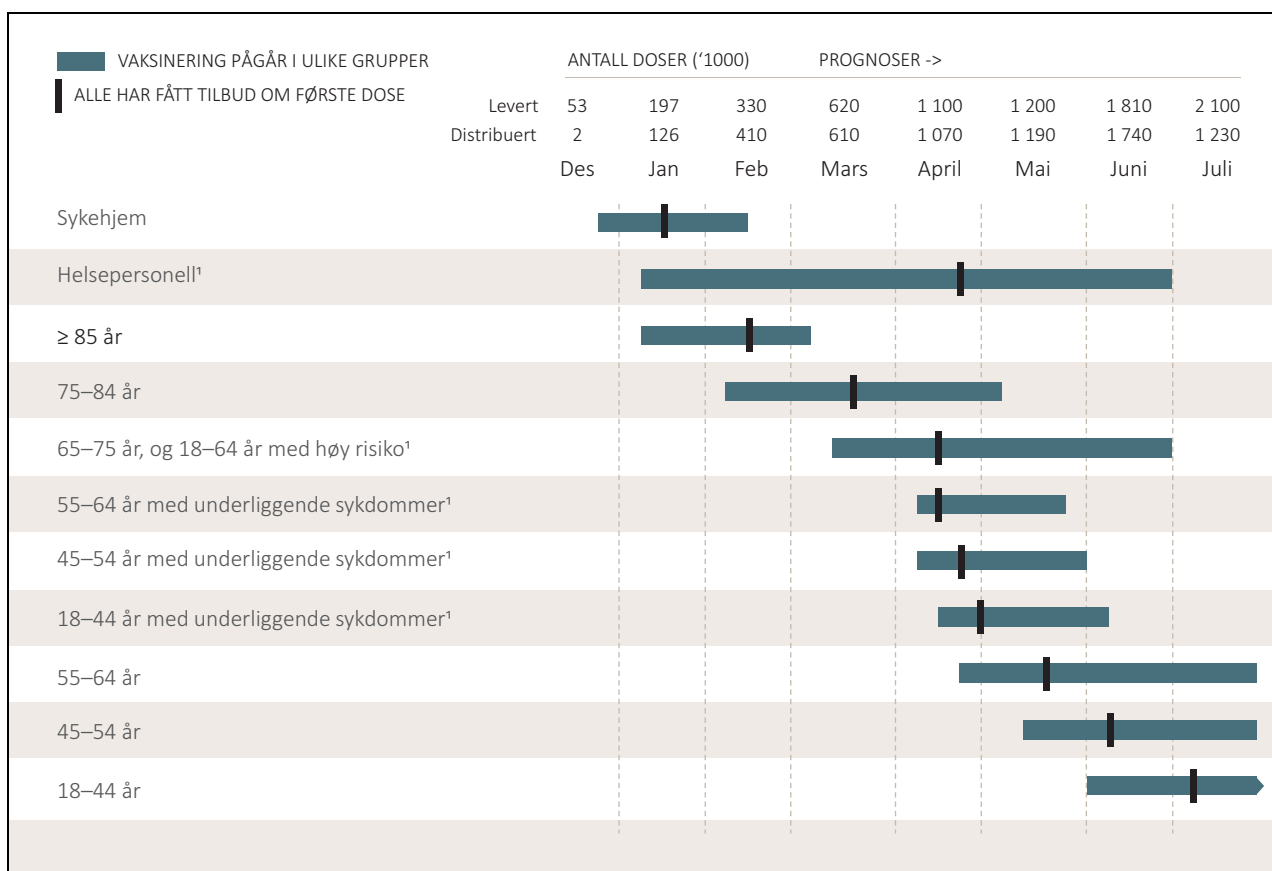 VAKSINERING PÅGÅR I ULIKE GRUPPER
ALLE HAR FÅTT TILBUD OM FØRSTE DOSE
ANTALL DOSER (‘1000) PROGNOSER ->
Levert 53 197 330 620 1 100 1 200 1 810 2 100
Distribuert 2 126 410 610 1 070 1 190 1 740 1 230
Des Jan Feb Mars April Mai Juni Juli
Sykehjem
Helsepersonell¹
≥ 85 år
75–84 år
65–75 år, og 18–64 år med høy risiko¹
55–64 år med underliggende sykdommer¹
45–54 år med underliggende sykdommer¹
18–44 år med underliggende sykdommer¹
55–64 år
45–54 år
18–44 år